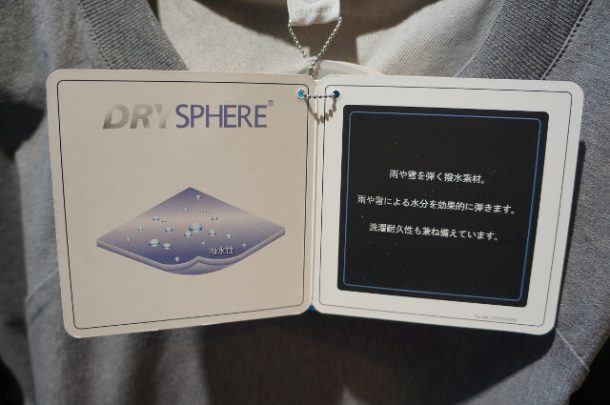 DRYSPHERE®
撥水性
雨や雪を弾く撥水素材。
雨や雪による水分を効果的に弾きます。
洗濯耐久性も兼ね備えています。